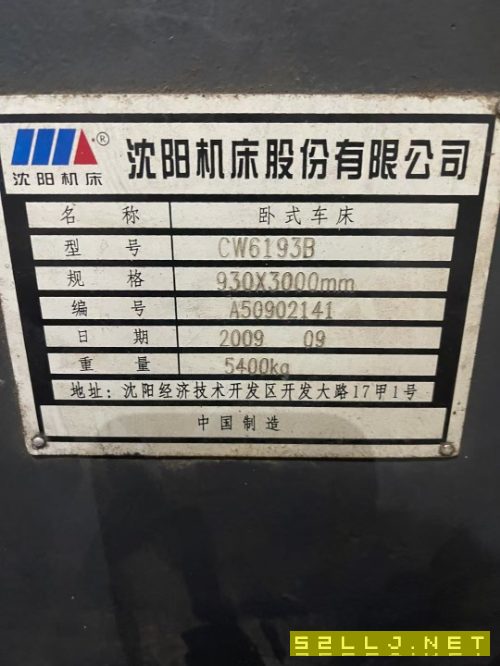 沈阳机床®
沈阳机床股份有限公司
名 称 卧式车床
型 号 CW6193B
规 格 930X3000mm
编 号 A50902141
日 期 2009 09
重 量 5400kg
地址: 沈阳经济技术开发区开发大路17甲1号
中国制造
52LLJ.NET